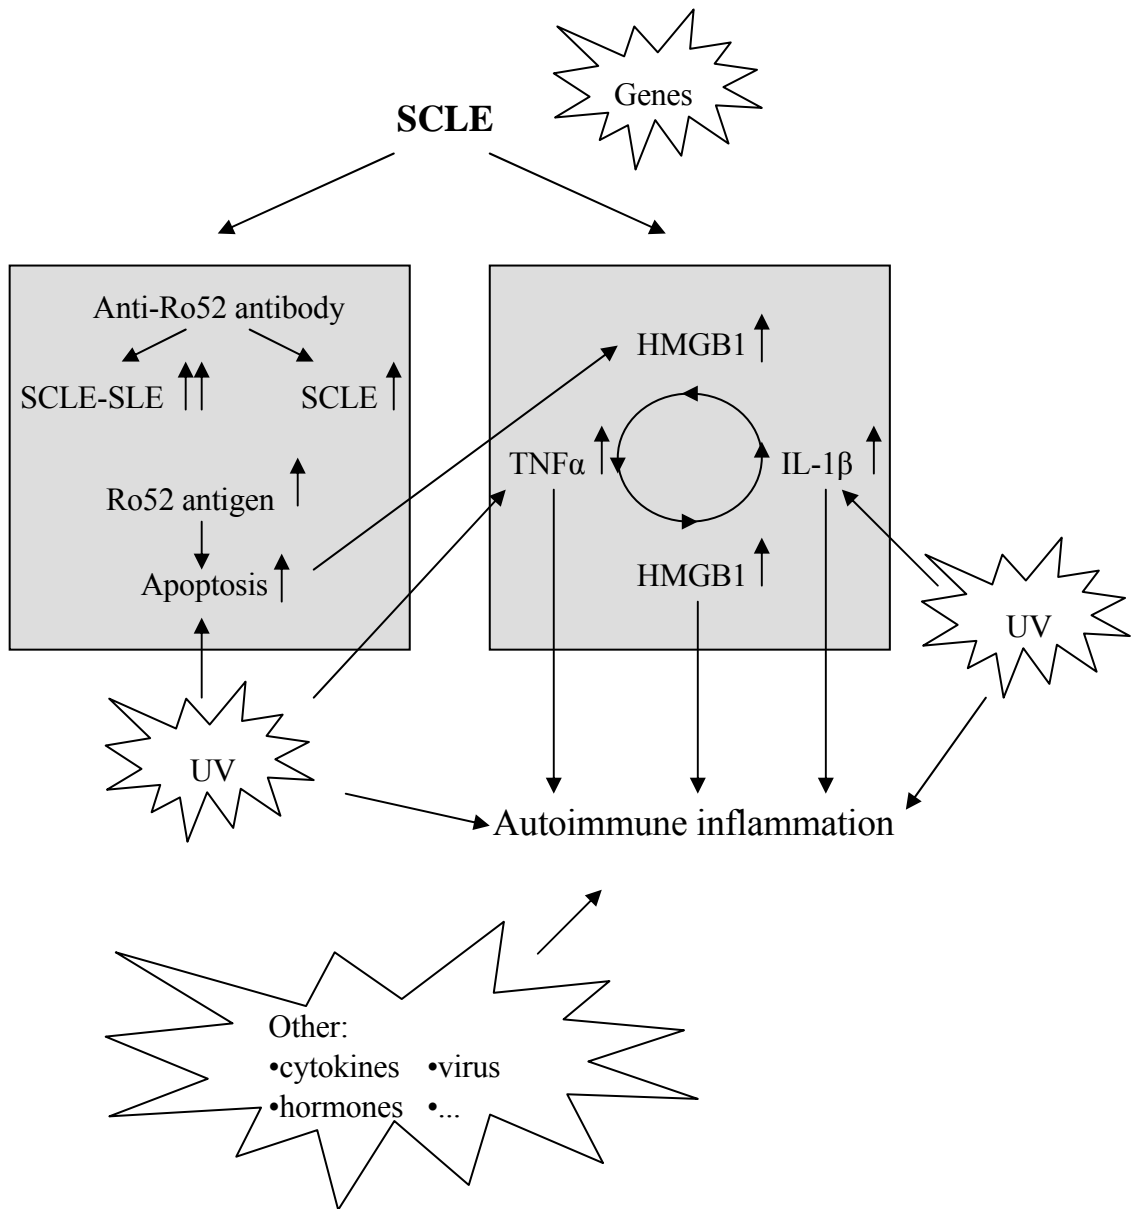 Genes
SCLE
Anti-Ro52 antibody
SCLE-SLE
SCLE
Ro52 antigen
Apoptosis
HMGB1
TNFα
IL-1β
HMGB1
UV
UV
Autoimmune inflammation
Other:
•cytokines •virus
•hormones •...